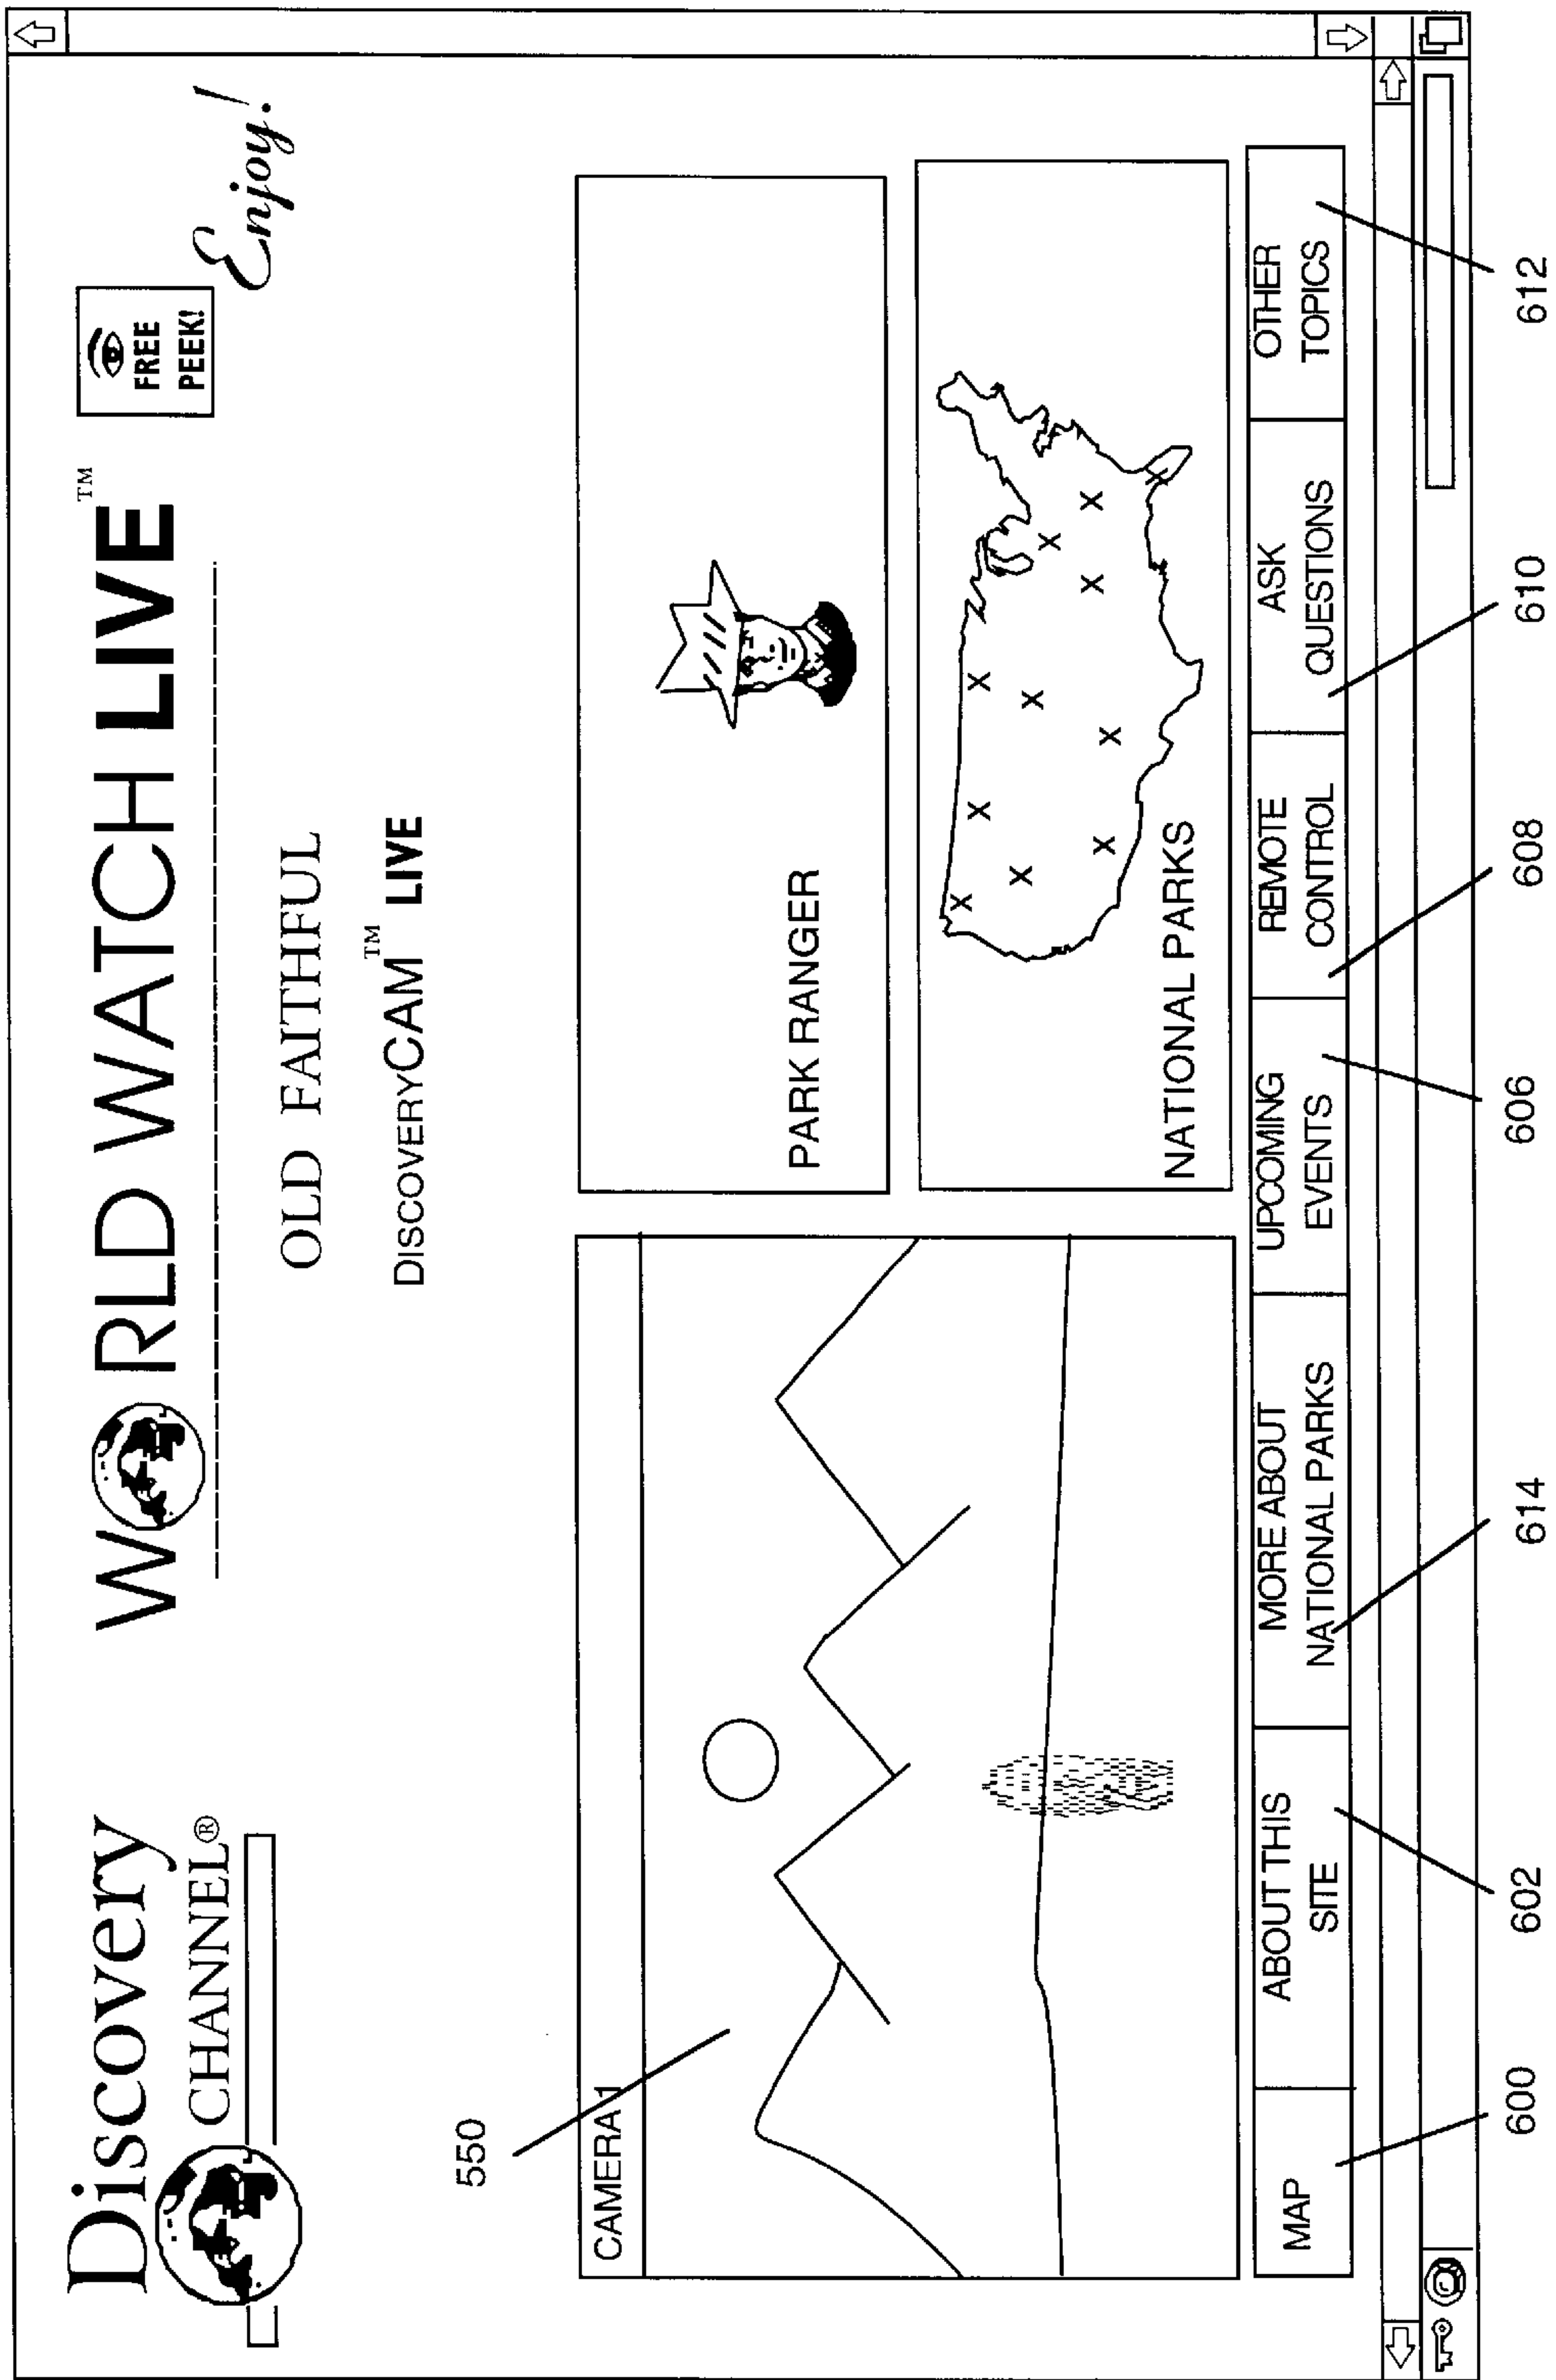 Discovery
CHANNEL®
WORLD WATCH LIVE™
FREE
PEEK!
Enjoy!
OLD FAITHFUL
DISCOVERYCAM™ LIVE
550
CAMERA 1
PARK RANGER
NATIONAL PARKS
X
X
X
X
X
X
X
X
X
X
X
MAP
ABOUT THIS
SITE
MORE ABOUT
NATIONAL PARKS
UPCOMING
EVENTS
REMOTE
CONTROL
ASK
QUESTIONS
OTHER
TOPICS
600
602
614
606
608
610
612